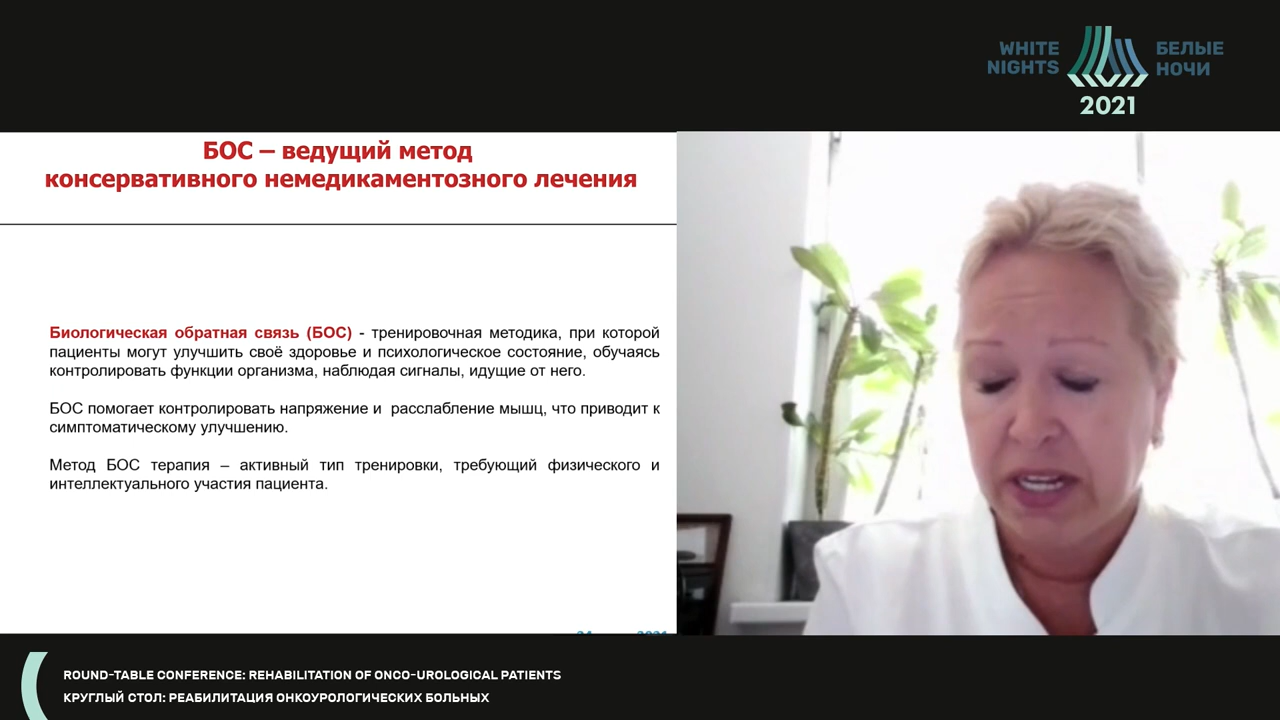 WHITE NIGHTS
БЕЛЫЕ НОЧИ
2021
БОС – ведущий метод
консервативного немедикаментозного лечения
Биологическая обратная связь (БОС) - тренировочная методика, при которой
пациенты могут улучшить своё здоровье и психологическое состояние, обучаясь
контролировать функции организма, наблюдая сигналы, идущие от него.
БОС помогает контролировать напряжение и расслабление мышц, что приводит к
симптоматическому улучшению.
Метод БОС терапия – активный тип тренировки, требующий физического и
интеллектуального участия пациента.
ROUND-TABLE CONFERENCE: REHABILITATION OF ONCO-UROLOGICAL PATIENTS
КРУГЛЫЙ СТОЛ: РЕАБИЛИТАЦИЯ ОНКОУРОЛОГИЧЕСКИХ БОЛЬНЫХ